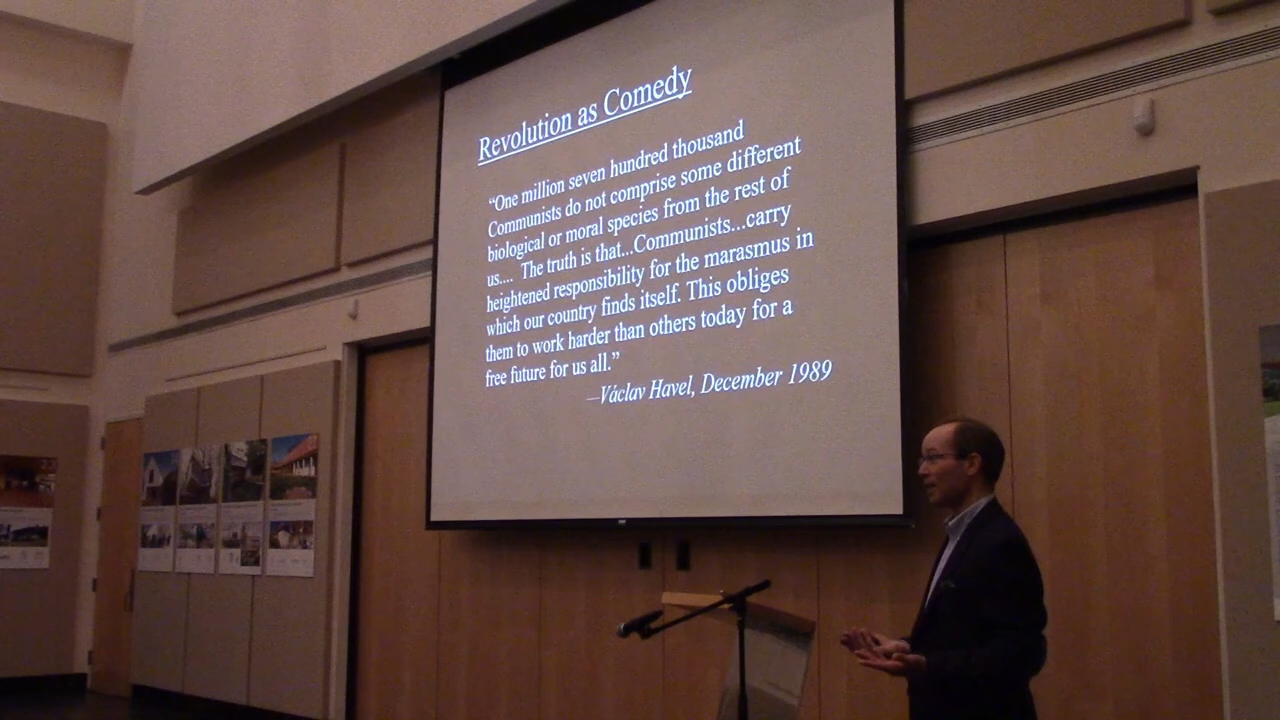 Revolution as Comedy
“One million seven hundred thousand
Communists do not comprise some different
biological or moral species from the rest of
us.... The truth is that...Communists...carry
heightened responsibility for the marasmus in
which our country finds itself. This obliges
them to work harder than others today for a
free future for us all.”
—Václav Havel, December 1989